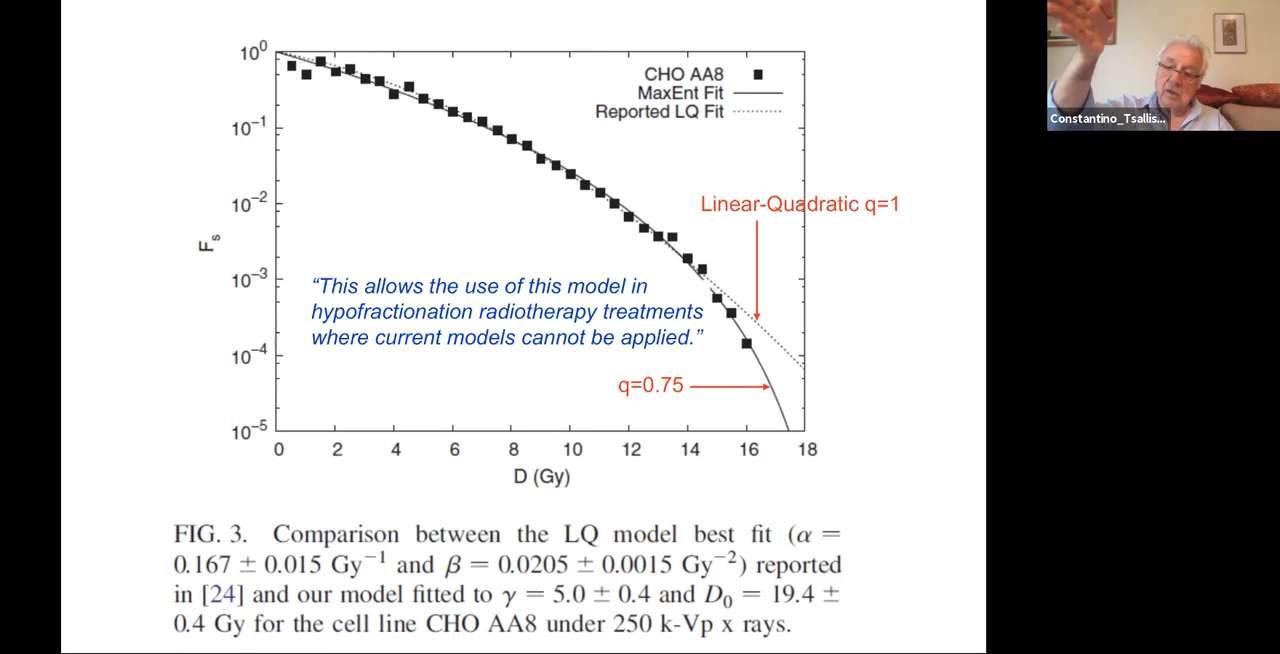 10⁰
10⁻¹
10⁻²
10⁻³
10⁻⁴
10⁻⁵
Fₛ
CHO AA8
MaxEnt Fit
Reported LQ Fit
Linear-Quadratic q=1
“This allows the use of this model in
hypofractionation radiotherapy treatments
where current models cannot be applied.”
q=0.75
0 2 4 6 8 10 12 14 16 18
D (Gy)
FIG. 3. Comparison between the LQ model best fit (α =
0.167 ± 0.015 Gy⁻¹ and β = 0.0205 ± 0.0015 Gy⁻²) reported
in [24] and our model fitted to γ = 5.0 ± 0.4 and D₀ = 19.4 ±
0.4 Gy for the cell line CHO AA8 under 250 k-Vp x rays.
Constantino_Tsallis...